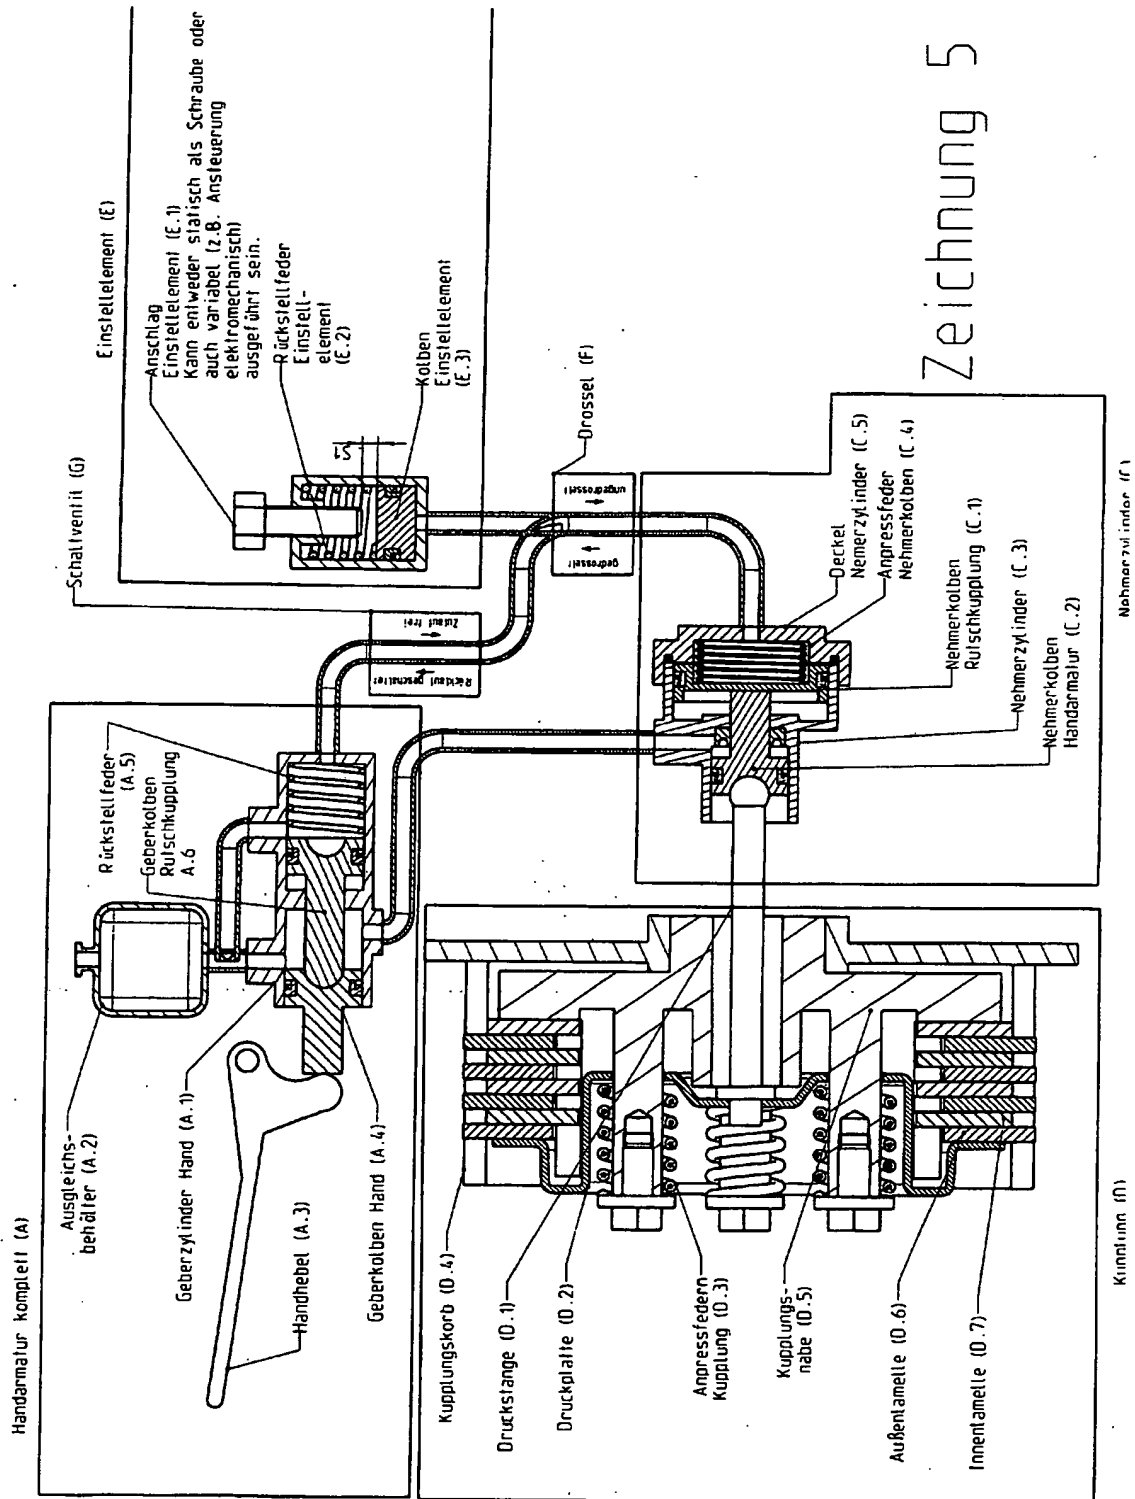 Handarmatur komplett (A)
Ausgleichs-
behälter (A.2)
Geberzylinder Hand (A.1)
Handhebel (A.3)
Geberkolben Hand (A.4)
Rückstellfeder
(A.5)
Geberkolben
Rutschkupplung
A.6
Schaltventil (G)
Zulauf frei
Rücklauf geschaltet
Einstellelement (E)
Anschlag
Einstellelement (E.1)
Kann entweder statisch als Schraube oder
auch variabel (z.B. Ansteuerung
elektromechanisch)
ausgeführt sein.
Rückstellfeder
Einstell-
element
(E.2)
Kolben
Einstellelement
(E.3)
S1
Drossel (F)
ungedrosselt
gedrosselt
Kupplungskorb (D.4)
Druckstange (D.1)
Druckplatte (D.2)
Anpressfedern
Kupplung (D.3)
Kupplungs-
nabe (D.5)
Außenlamelle (D.6)
Innenlamelle (D.7)
Deckel
Nemerzylinder (C.5)
Anpressfeder
Nehmerkolben (C.4)
Nehmerkolben
Rutschkupplung (C.1)
Nehmerzylinder (C.3)
Nehmerkolben
Handarmatur (C.2)
Zeichnung 5